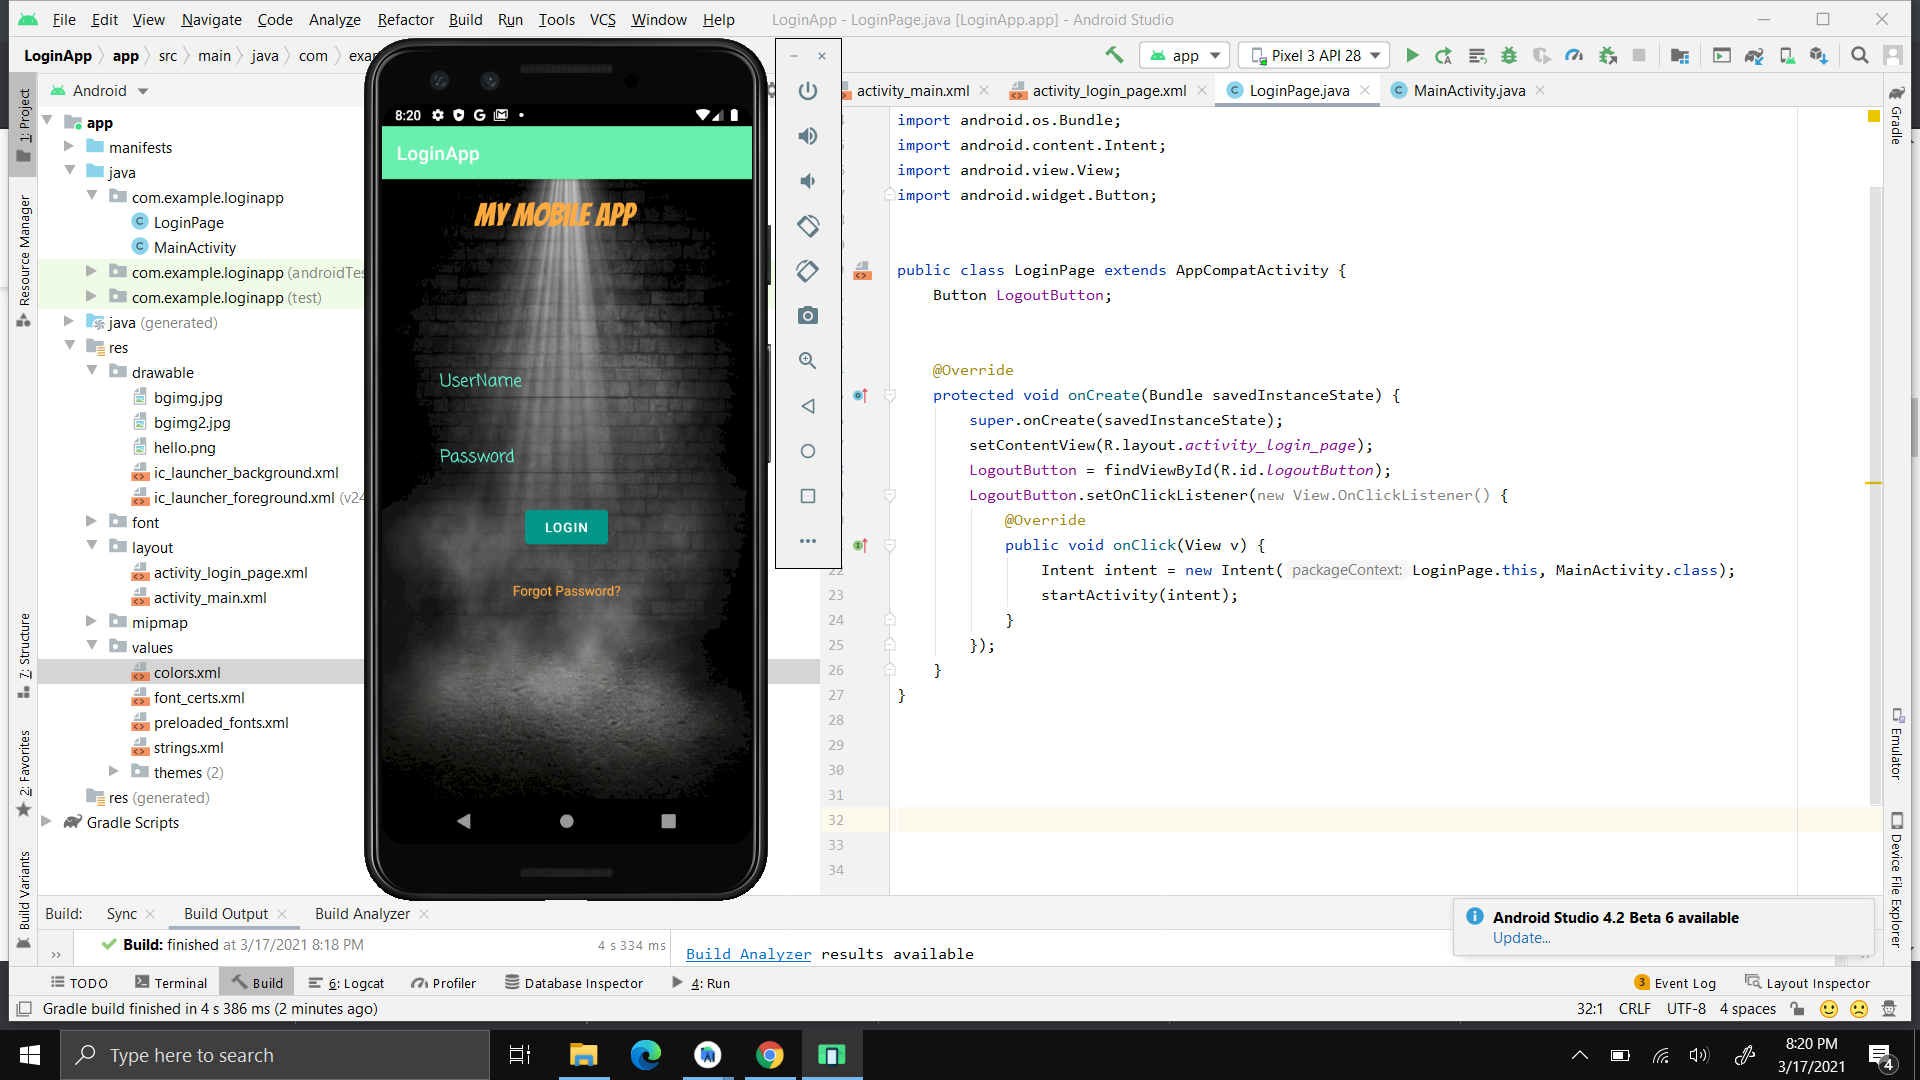 File Edit View Navigate Code Analyze Refactor Build Run Tools VCS Window Help LoginApp - LoginPage.java [LoginApp.app] - Android Studio
LoginApp app src main java com app Pixel 3 API 28
1: Project
Resource Manager
7: Structure
2: Favorites
Build Variants
Android
app
manifests
java
com.example.loginapp
LoginPage
MainActivity
com.example.loginapp (androidTes
com.example.loginapp (test)
java (generated)
res
drawable
bgimg.jpg
bgimg2.jpg
hello.png
ic_launcher_background.xml
ic_launcher_foreground.xml (v24
font
layout
activity_login_page.xml
activity_main.xml
mipmap
values
colors.xml
font_certs.xml
preloaded_fonts.xml
strings.xml
themes (2)
res (generated)
Gradle Scripts
8:20
LoginApp
MY MOBILE APP
UserName
Password
LOGIN
Forgot Password?
activity_main.xml activity_login_page.xml LoginPage.java MainActivity.java
import android.os.Bundle;
import android.content.Intent;
import android.view.View;
import android.widget.Button;
public class LoginPage extends AppCompatActivity {
Button LogoutButton;
@Override
protected void onCreate(Bundle savedInstanceState) {
super.onCreate(savedInstanceState);
setContentView(R.layout.activity_login_page);
LogoutButton = findViewById(R.id.logoutButton);
LogoutButton.setOnClickListener(new View.OnClickListener() {
@Override
public void onClick(View v) {
22 Intent intent = new Intent( packageContext: LoginPage.this, MainActivity.class);
23 startActivity(intent);
24 }
25 });
26 }
27 }
28
29
30
31
32
33
34
Gradle
Emulator
Device File Explorer
Build: Sync Build Output Build Analyzer
Build: finished at 3/17/2021 8:18 PM 4 s 334 ms
Build Analyzer results available
Android Studio 4.2 Beta 6 available
Update...
TODO Terminal Build 6: Logcat Profiler Database Inspector 4: Run 3 Event Log Layout Inspector
Gradle build finished in 4 s 386 ms (2 minutes ago) 32:1 CRLF UTF-8 4 spaces
Type here to search
8:20 PM
3/17/2021
4